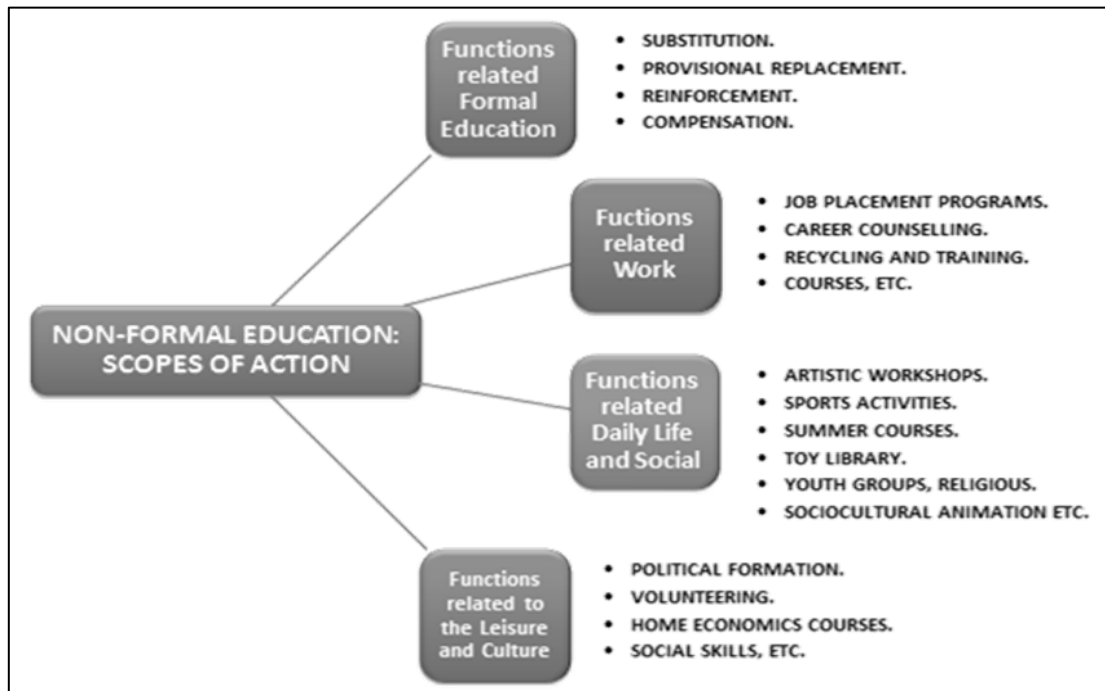 Functions
related
Formal
Education
• SUBSTITUTION.
• PROVISIONAL REPLACEMENT.
• REINFORCEMENT.
• COMPENSATION.
Fuctions
related
Work
• JOB PLACEMENT PROGRAMS.
• CAREER COUNSELLING.
• RECYCLING AND TRAINING.
• COURSES, ETC.
NON-FORMAL EDUCATION:
SCOPES OF ACTION
Functions
related
Daily Life
and Social
• ARTISTIC WORKSHOPS.
• SPORTS ACTIVITIES.
• SUMMER COURSES.
• TOY LIBRARY.
• YOUTH GROUPS, RELIGIOUS.
• SOCIOCULTURAL ANIMATION ETC.
Functions
related to
the Leisure
and Culture
• POLITICAL FORMATION.
• VOLUNTEERING.
• HOME ECONOMICS COURSES.
• SOCIAL SKILLS, ETC.